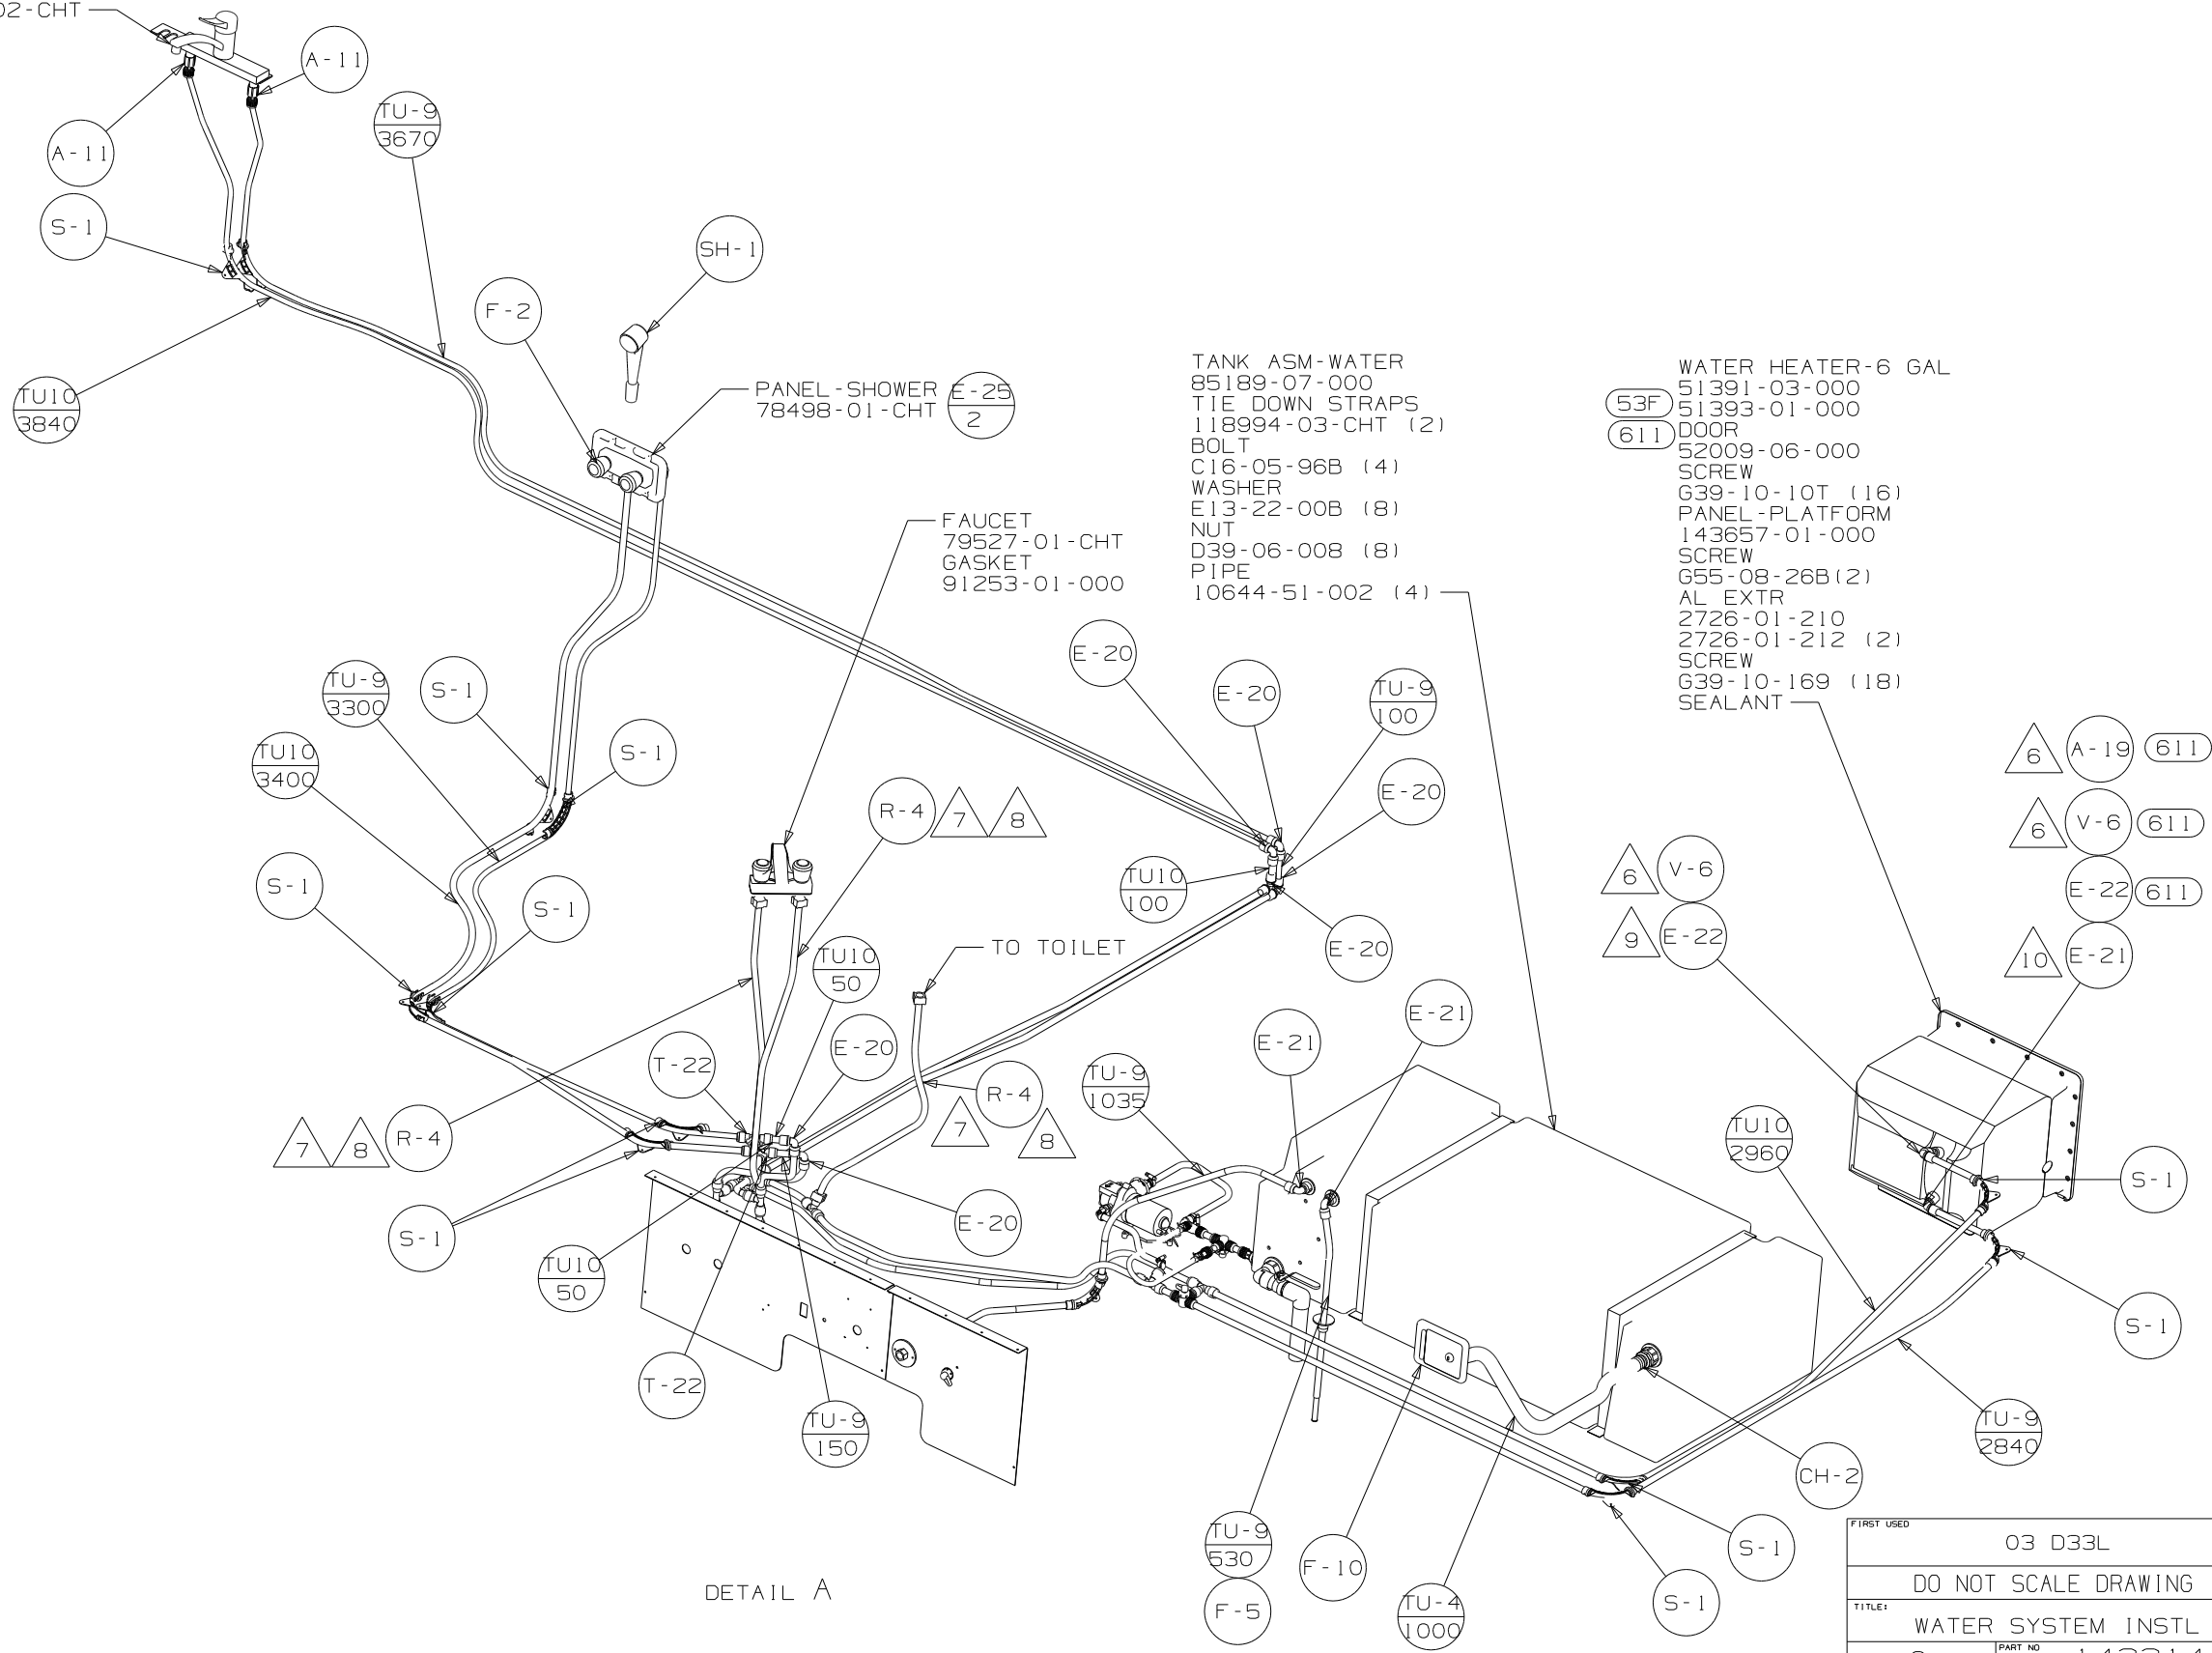 02-CHT
A-11
A-11
TU-9
3670
S-1
SH-1
F-2
TU10
3840
PANEL-SHOWER
78498-01-CHT
E-25
2
FAUCET
79527-01-CHT
GASKET
91253-01-000
TANK ASM-WATER
85189-07-000
TIE DOWN STRAPS
118994-03-CHT (2)
BOLT
C16-05-96B (4)
WASHER
E13-22-00B (8)
NUT
D39-06-008 (8)
PIPE
10644-51-002 (4)
WATER HEATER-6 GAL
51391-03-000
53F
51393-01-000
611
DOOR
52009-06-000
SCREW
G39-10-10T (16)
PANEL-PLATFORM
143657-01-000
SCREW
G55-08-26B(2)
AL EXTR
2726-01-210
2726-01-212 (2)
SCREW
G39-10-169 (18)
SEALANT
E-20
E-20
TU-9
100
E-20
TU-9
3300
S-1
S-1
TU10
3400
R-4
7
8
6
A-19
611
6
V-6
611
E-22
611
10
E-21
6
V-6
9
E-22
S-1
S-1
TU10
100
E-20
TO TOILET
TU10
50
E-20
T-22
R-4
7
8
7
8
R-4
E-21
E-21
TU-9
1035
TU10
2960
S-1
S-1
S-1
TU10
50
E-20
T-22
TU-9
150
TU-9
2840
CH-2
TU-9
530
F-5
F-10
TU-4
1000
S-1
S-1
DETAIL A
FIRST USED
03 D33L
DO NOT SCALE DRAWING
TITLE:
WATER SYSTEM INSTL
PART NO